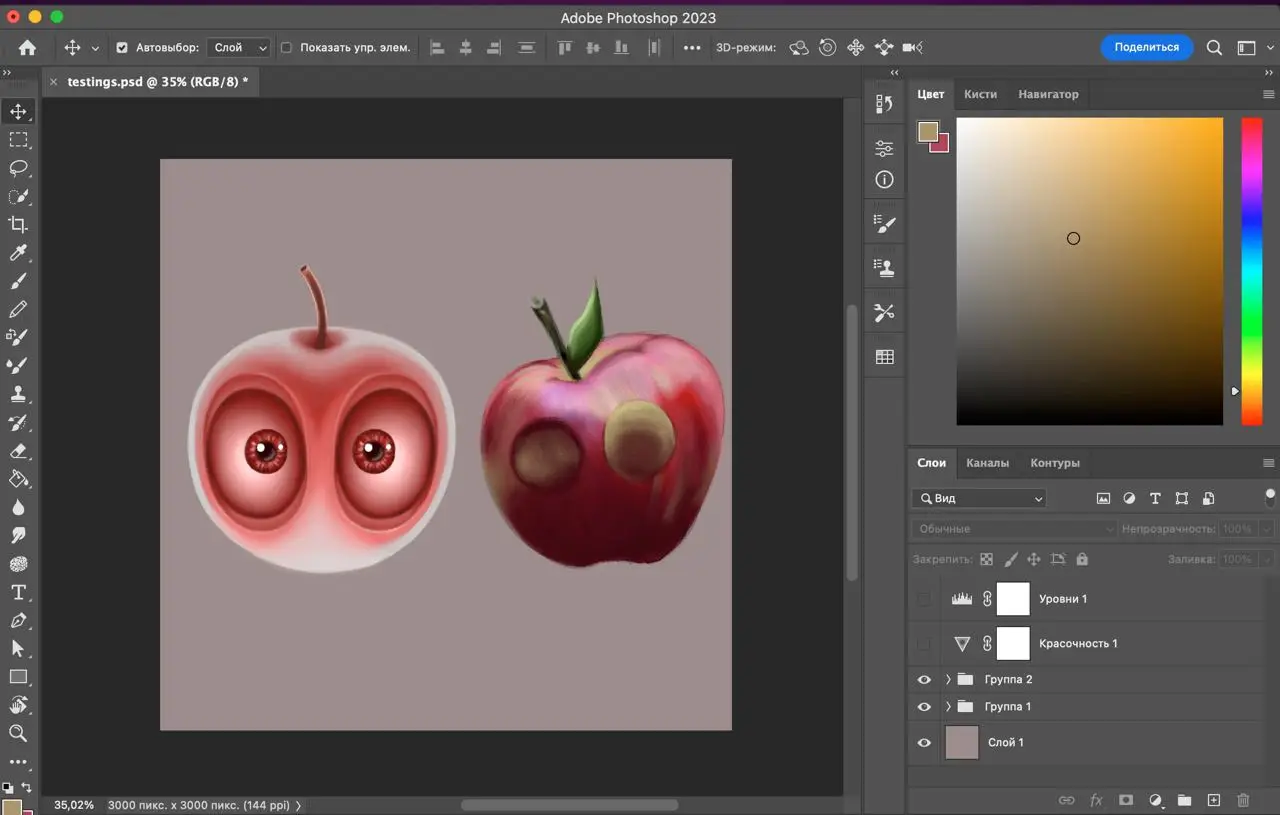 Adobe Photoshop 2023
Автовыбор: Слой Показать упр. элем. 3D-режим: Поделиться
testings.psd @ 35% (RGB/8) *
Цвет Кисти Навигатор
Слои Каналы Контуры
Вид
Обычные Непрозрачность: 100%
Закрепить: Заливка: 100%
Уровни 1
Красочность 1
Группа 2
Группа 1
Слой 1
35,02% 3000 пикс. x 3000 пикс. (144 ppi)